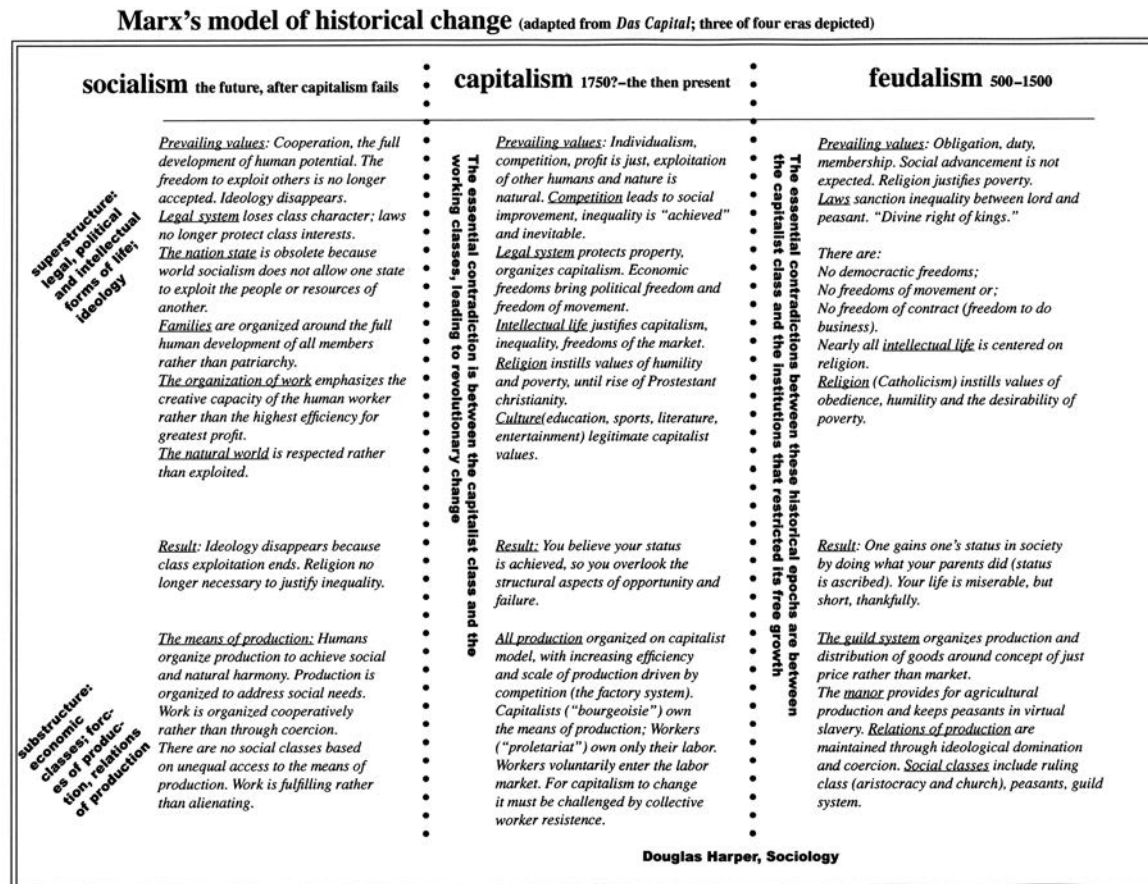 Marx's model of historical change (adapted from Das Capital; three of four eras depicted)
socialism the future, after capitalism fails
superstructure:
legal, political
and intellectual
forms of life;
ideology
Prevailing values: Cooperation, the full
development of human potential. The
freedom to exploit others is no longer
accepted. Ideology disappears.
Legal system loses class character; laws
no longer protect class interests.
The nation state is obsolete because
world socialism does not allow one state
to exploit the people or resources of
another.
Families are organized around the full
human development of all members
rather than patriarchy.
The organization of work emphasizes the
creative capacity of the human worker
rather than the highest efficiency for
greatest profit.
The natural world is respected rather
than exploited.
Result: Ideology disappears because
class exploitation ends. Religion no
longer necessary to justify inequality.
substructure:
economic
classes; forc-
es of produc-
tion, relations
of production
The means of production: Humans
organize production to achieve social
and natural harmony. Production is
organized to address social needs.
Work is organized cooperatively
rather than through coercion.
There are no social classes based
on unequal access to the means of
production. Work is fulfilling rather
than alienating.
The essential contradiction is between the capitalist class and the
working classes, leading to revolutionary change
capitalism 1750?–the then present
Prevailing values: Individualism,
competition, profit is just, exploitation
of other humans and nature is
natural. Competition leads to social
improvement, inequality is "achieved"
and inevitable.
Legal system protects property,
organizes capitalism. Economic
freedoms bring political freedom and
freedom of movement.
Intellectual life justifies capitalism,
inequality, freedoms of the market.
Religion instills values of humility
and poverty, until rise of Prostestant
christianity.
Culture(education, sports, literature,
entertainment) legitimate capitalist
values.
Result: You believe your status
is achieved, so you overlook the
structural aspects of opportunity and
failure.
All production organized on capitalist
model, with increasing efficiency
and scale of production driven by
competition (the factory system).
Capitalists ("bourgeoisie") own
the means of production; Workers
("proletariat") own only their labor.
Workers voluntarily enter the labor
market. For capitalism to change
it must be challenged by collective
worker resistence.
The essential contradictions between these historical epochs are between
the capitalist class and the institutions that restricted its free growth
feudalism 500–1500
Prevailing values: Obligation, duty,
membership. Social advancement is not
expected. Religion justifies poverty.
Laws sanction inequality between lord and
peasant. "Divine right of kings."
There are:
No democractic freedoms;
No freedoms of movement or;
No freedom of contract (freedom to do
business).
Nearly all intellectual life is centered on
religion.
Religion (Catholicism) instills values of
obedience, humility and the desirability of
poverty.
Result: One gains one's status in society
by doing what your parents did (status
is ascribed). Your life is miserable, but
short, thankfully.
The guild system organizes production and
distribution of goods around concept of just
price rather than market.
The manor provides for agricultural
production and keeps peasants in virtual
slavery. Relations of production are
maintained through ideological domination
and coercion. Social classes include ruling
class (aristocracy and church), peasants, guild
system.
Douglas Harper, Sociology